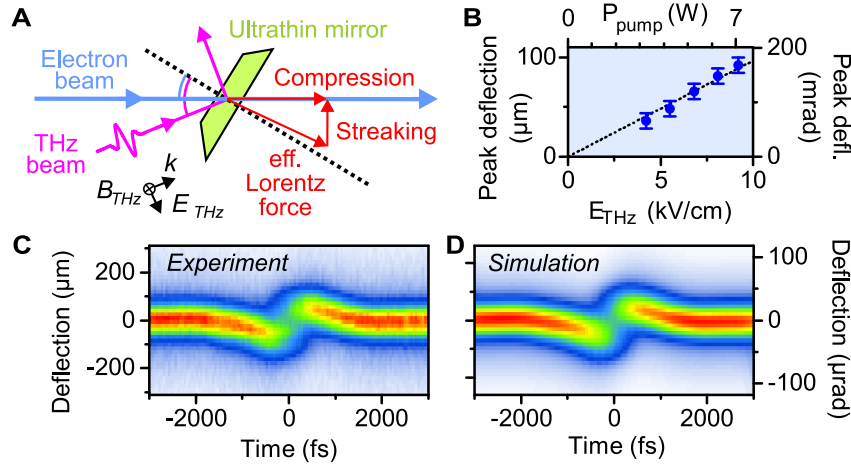 A
Ultrathin mirror
Electron
beam
Compression
Streaking
THz
beam
eff.
Lorentz
force
k
B_THz
E_THz
B
P_pump (W)
0
7
100
0
Peak deflection
(µm)
200
0
Peak defl.
(mrad)
0
5
10
E_THz (kV/cm)
C
Experiment
200
0
-200
Deflection (µm)
-2000
0
2000
Time (fs)
D
Simulation
100
0
-100
Deflection
(µrad)
-2000
0
2000
Time (fs)